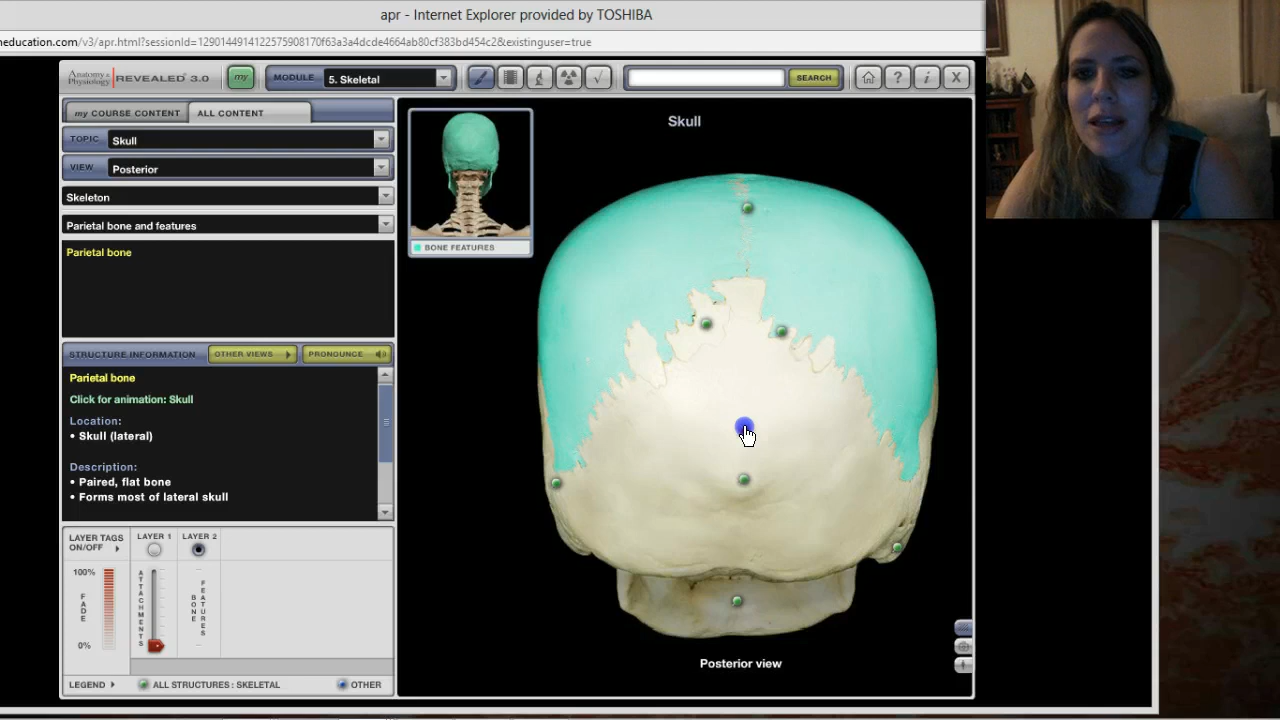 apr - Internet Explorer provided by TOSHIBA
neducation.com/v3/apr.html?sessionId=1290144914122575908170f63a3a4dcde4664ab80cf383bd454c2&existinguser=true
Anatomy & Physiology REVEALED 3.0
my
MODULE 5. Skeletal
SEARCH
? i X
my COURSE CONTENT ALL CONTENT
TOPIC Skull
VIEW Posterior
Skeleton
Parietal bone and features
Parietal bone
STRUCTURE INFORMATION OTHER VIEWS PRONOUNCE
Parietal bone
Click for animation: Skull
Location:
• Skull (lateral)
Description:
• Paired, flat bone
• Forms most of lateral skull
LAYER TAGS ON/OFF
LAYER 1
LAYER 2
100%
FADE
0%
ATTACHMENTS
BONE FEATURES
LEGEND ALL STRUCTURES : SKELETAL OTHER
BONE FEATURES
Skull
Posterior view